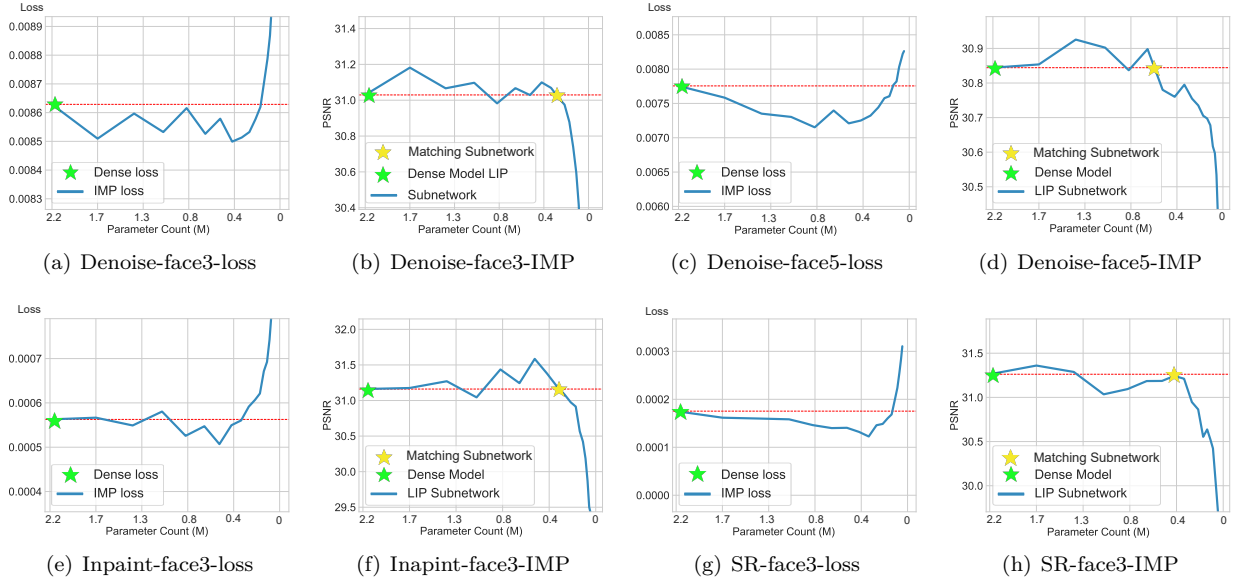 Loss
0.0089
0.0088
0.0087
0.0086
0.0085
0.0084
0.0083
Dense loss
IMP loss
2.2 1.7 1.3 0.8 0.4 0
Parameter Count (M)
(a) Denoise-face3-loss
PSNR
31.4
31.2
31.0
30.8
30.6
30.4
Matching Subnetwork
Dense Model LIP
Subnetwork
2.2 1.7 1.3 0.8 0.4 0
Parameter Count (M)
(b) Denoise-face3-IMP
Loss
0.0085
0.0080
0.0075
0.0070
0.0065
0.0060
Dense loss
IMP loss
2.2 1.7 1.3 0.8 0.4 0
Parameter Count (M)
(c) Denoise-face5-loss
PSNR
30.9
30.8
30.7
30.6
30.5
Matching Subnetwork
Dense Model
LIP Subnetwork
2.2 1.7 1.3 0.8 0.4 0
Parameter Count (M)
(d) Denoise-face5-IMP
Loss
0.0007
0.0006
0.0005
0.0004
Dense loss
IMP loss
2.2 1.7 1.3 0.8 0.4 0
Parameter Count (M)
(e) Inpaint-face3-loss
PSNR
32.0
31.5
31.0
30.5
30.0
29.5
Matching Subnetwork
Dense Model
LIP Subnetwork
2.2 1.7 1.3 0.8 0.4 0
Parameter Count (M)
(f) Inapint-face3-IMP
Loss
0.0003
0.0002
0.0001
0.0000
Dense loss
IMP loss
2.2 1.7 1.3 0.8 0.4 0
Parameter Count (M)
(g) SR-face3-loss
PSNR
31.5
31.0
30.5
30.0
Matching Subnetwork
Dense Model
LIP Subnetwork
2.2 1.7 1.3 0.8 0.4 0
Parameter Count (M)
(h) SR-face3-IMP